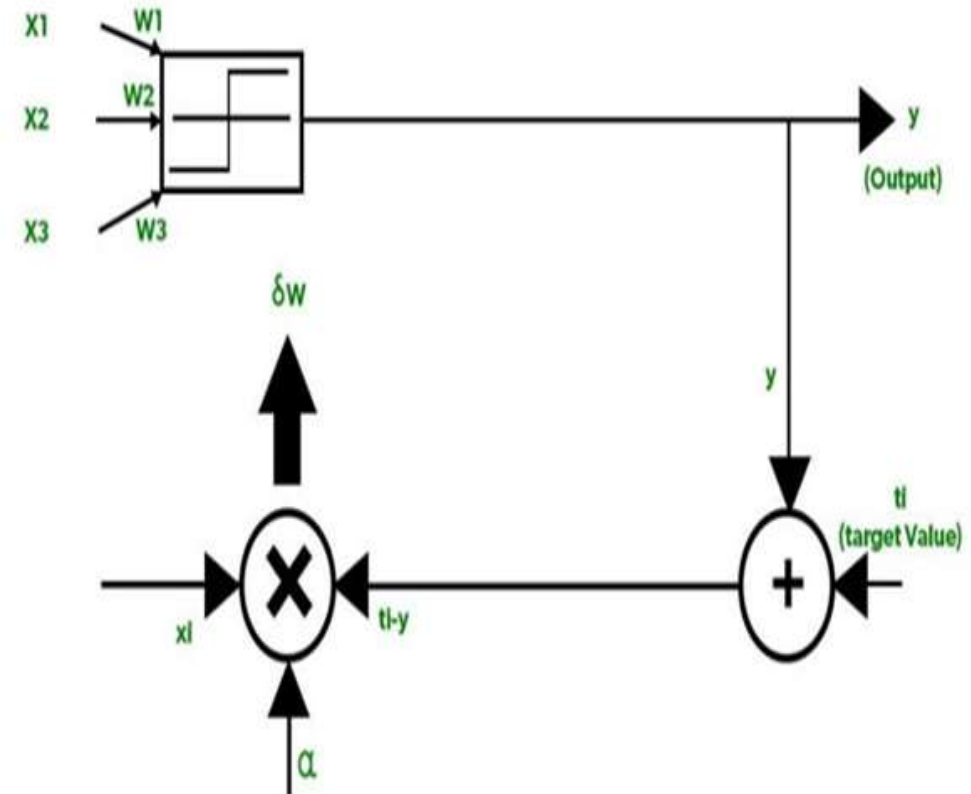 X1
W1
W2
X2
y
(Output)
X3
W3
δw
y
ti
(target Value)
xi
ti-y
α